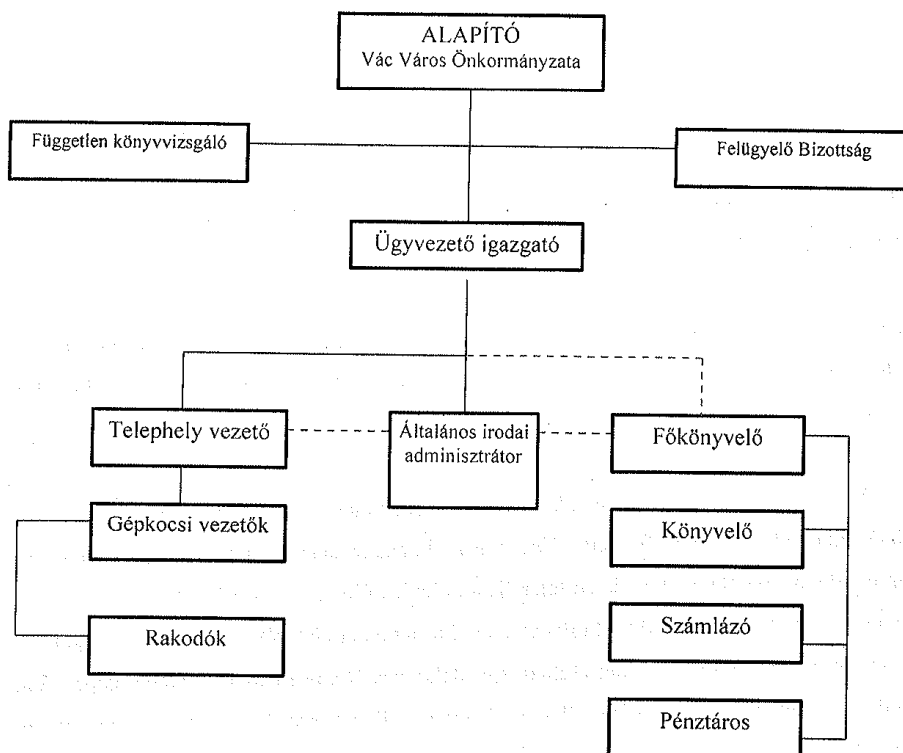 ALAPÍTÓ
Vác Város Önkormányzata
Független könyvvizsgáló
Felügyelő Bizottság
Ügyvezető igazgató
Telephely vezető
Általános irodai
adminisztrátor
Főkönyvelő
Gépkocsi vezetők
Könyvelő
Rakodók
Számlázó
Pénztáros